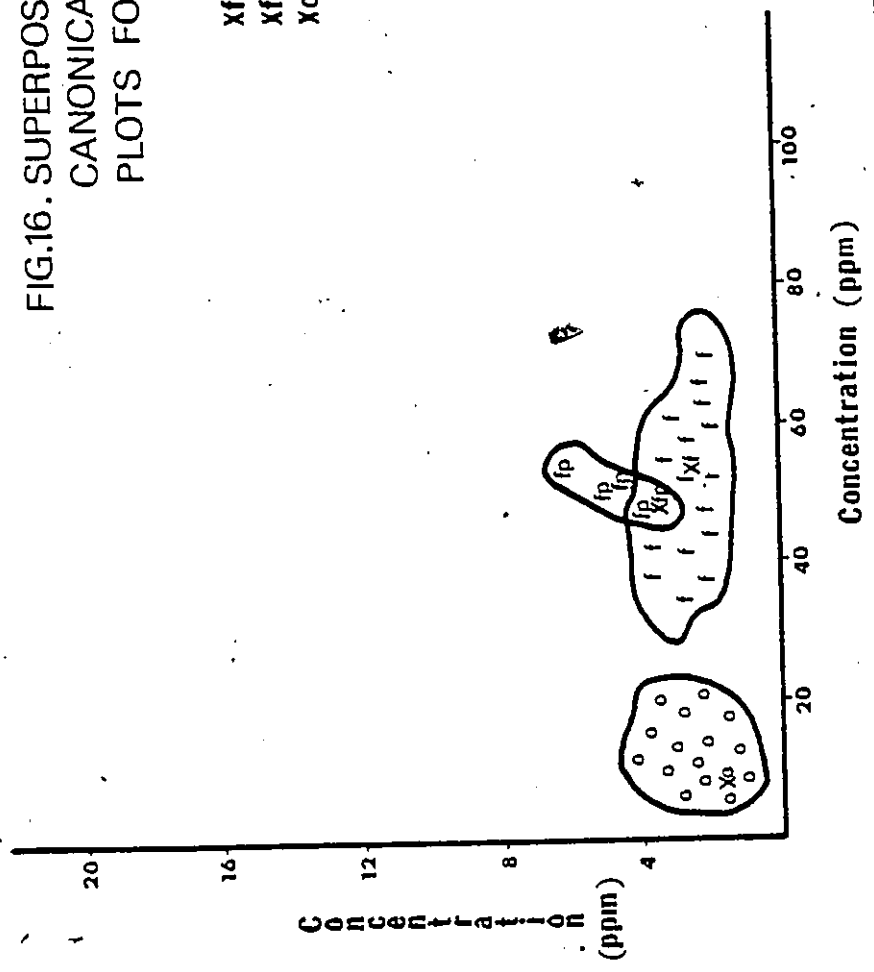 FIG.16. SUPERPOS
CANONICA
PLOTS FO
Xf
Xf
20
16
12
8
4
Concentration
(ppm)
fp
fp
fp
fp
Xfp
f f f f f f f f Xf f f f f f f f f f f
o o o o o o o o o o o o o o o o
Xo
20 40 60 80 100
Concentration (ppm)